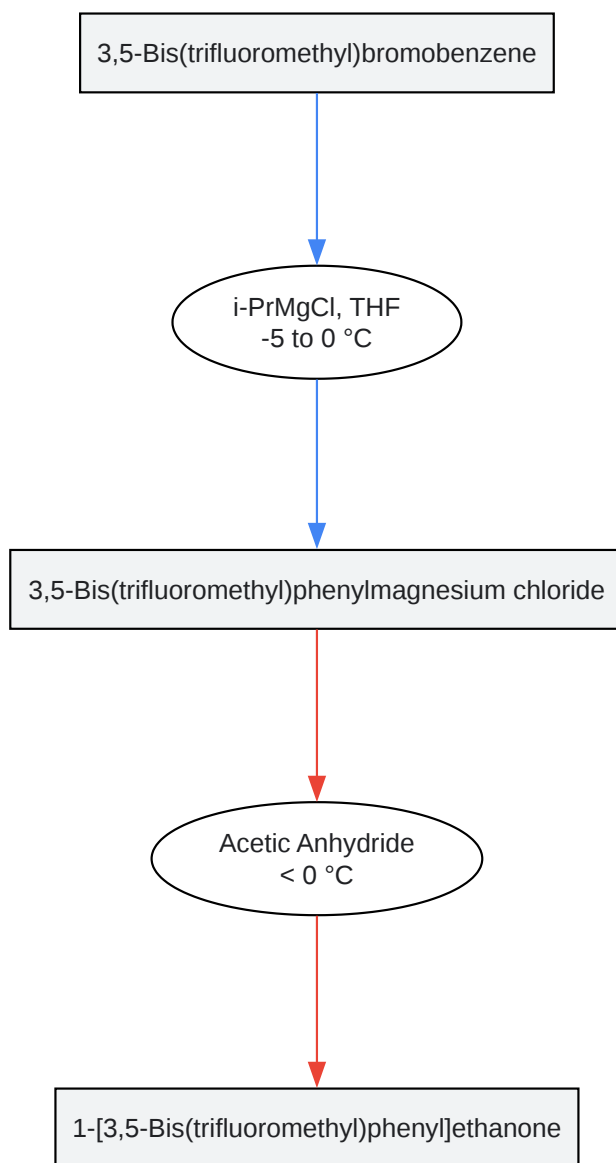 3,5-Bis(trifluoromethyl)bromobenzene
i-PrMgCl, THF
-5 to 0 °C
3,5-Bis(trifluoromethyl)phenylmagnesium chloride
Acetic Anhydride
< 0 °C
1-[3,5-Bis(trifluoromethyl)phenyl]ethanone